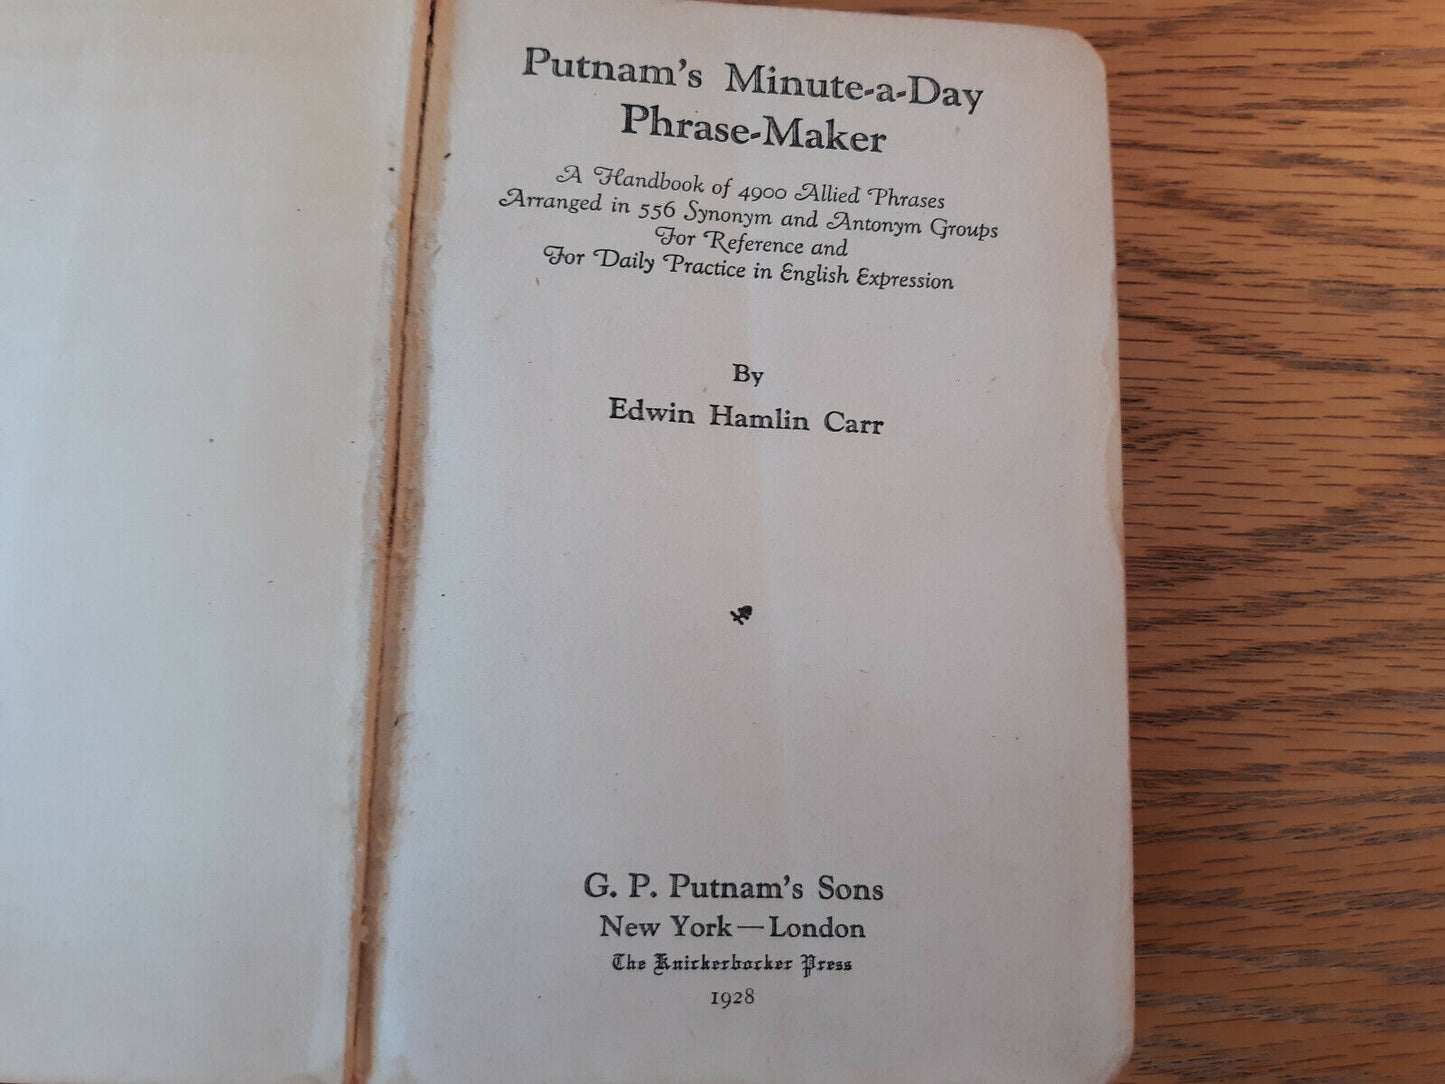 Putnam's Minute-a-Day
Phrase-Maker
A Handbook of 4900 Allied Phrases
Arranged in 556 Synonym and Antonym Groups
For Reference and
For Daily Practice in English Expression
By
Edwin Hamlin Carr
G. P. Putnam's Sons
New York — London
The Knickerbocker Press
1928